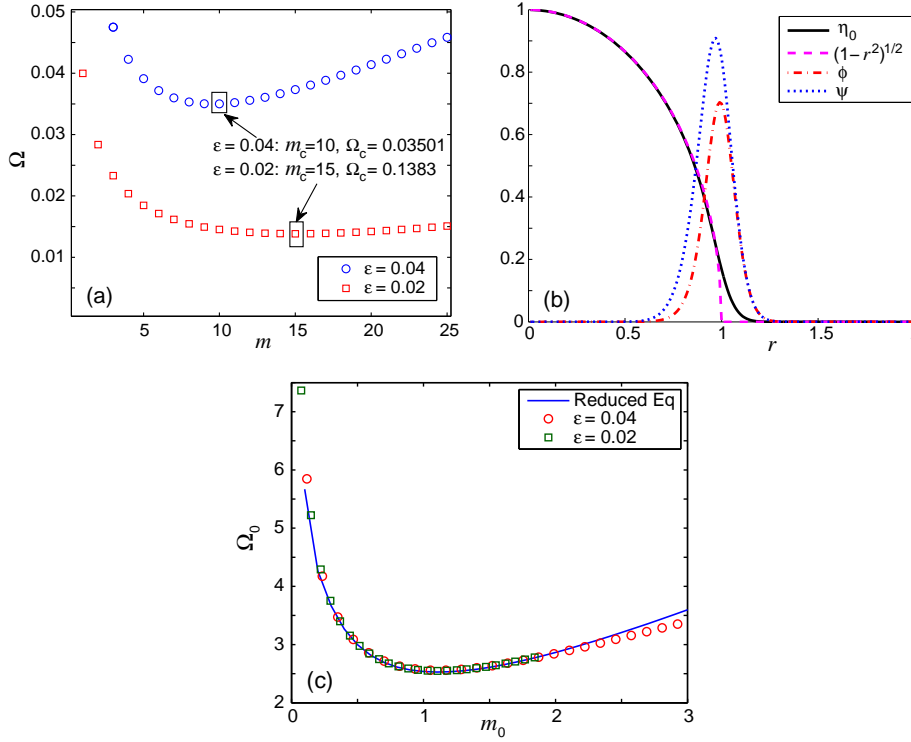 0.05
0.04
0.03
0.02
0.01
Ω
ε = 0.04: m_c=10, Ω_c= 0.03501
ε = 0.02: m_c=15, Ω_c= 0.1383
ε = 0.04
ε = 0.02
(a)
5 10 15 20 25
m
1
0.8
0.6
0.4
0.2
0
η_0
(1−r^2)^{1/2}
ϕ
ψ
(b)
0 0.5 1 1.5
r
7
6
5
4
3
2
Ω_0
Reduced Eq
ε = 0.04
ε = 0.02
(c)
0 1 2 3
m_0